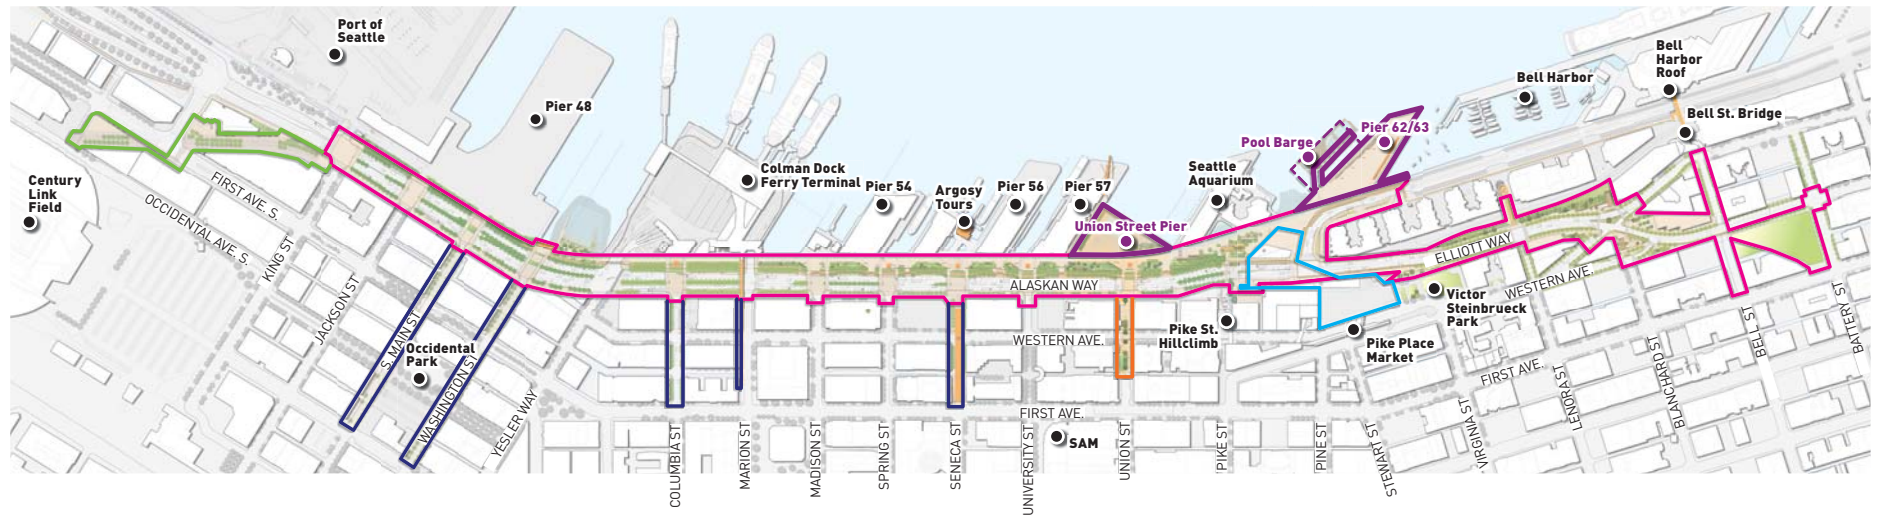 Port of
Seattle
Pier 48
Century
Link
Field
FIRST AVE. S.
OCCIDENTAL AVE. S.
KING ST
JACKSON ST
S. MAIN ST
Occidental
Park
WASHINGTON ST
YESLER WAY
Colman Dock
Ferry Terminal
Pier 54
Argosy
Tours
Pier 56
Pier 57
Union Street Pier
Seattle
Aquarium
Pool Barge
Pier 62/63
Bell Harbor
Bell
Harbor
Roof
Bell St. Bridge
ALASKAN WAY
WESTERN AVE.
FIRST AVE.
SAM
Pike St.
Hillclimb
Pike Place
Market
Victor
Steinbrueck
Park
ELLIOTT WAY
WESTERN AVE.
FIRST AVE.
COLUMBIA ST
MARION ST
MADISON ST
SPRING ST
SENECA ST
UNIVERSITY ST
UNION ST
PIKE ST
PINE ST
STEWART ST
VIRGINIA ST
LENORA ST
BLANCHARD ST
BELL ST
BATTERY ST